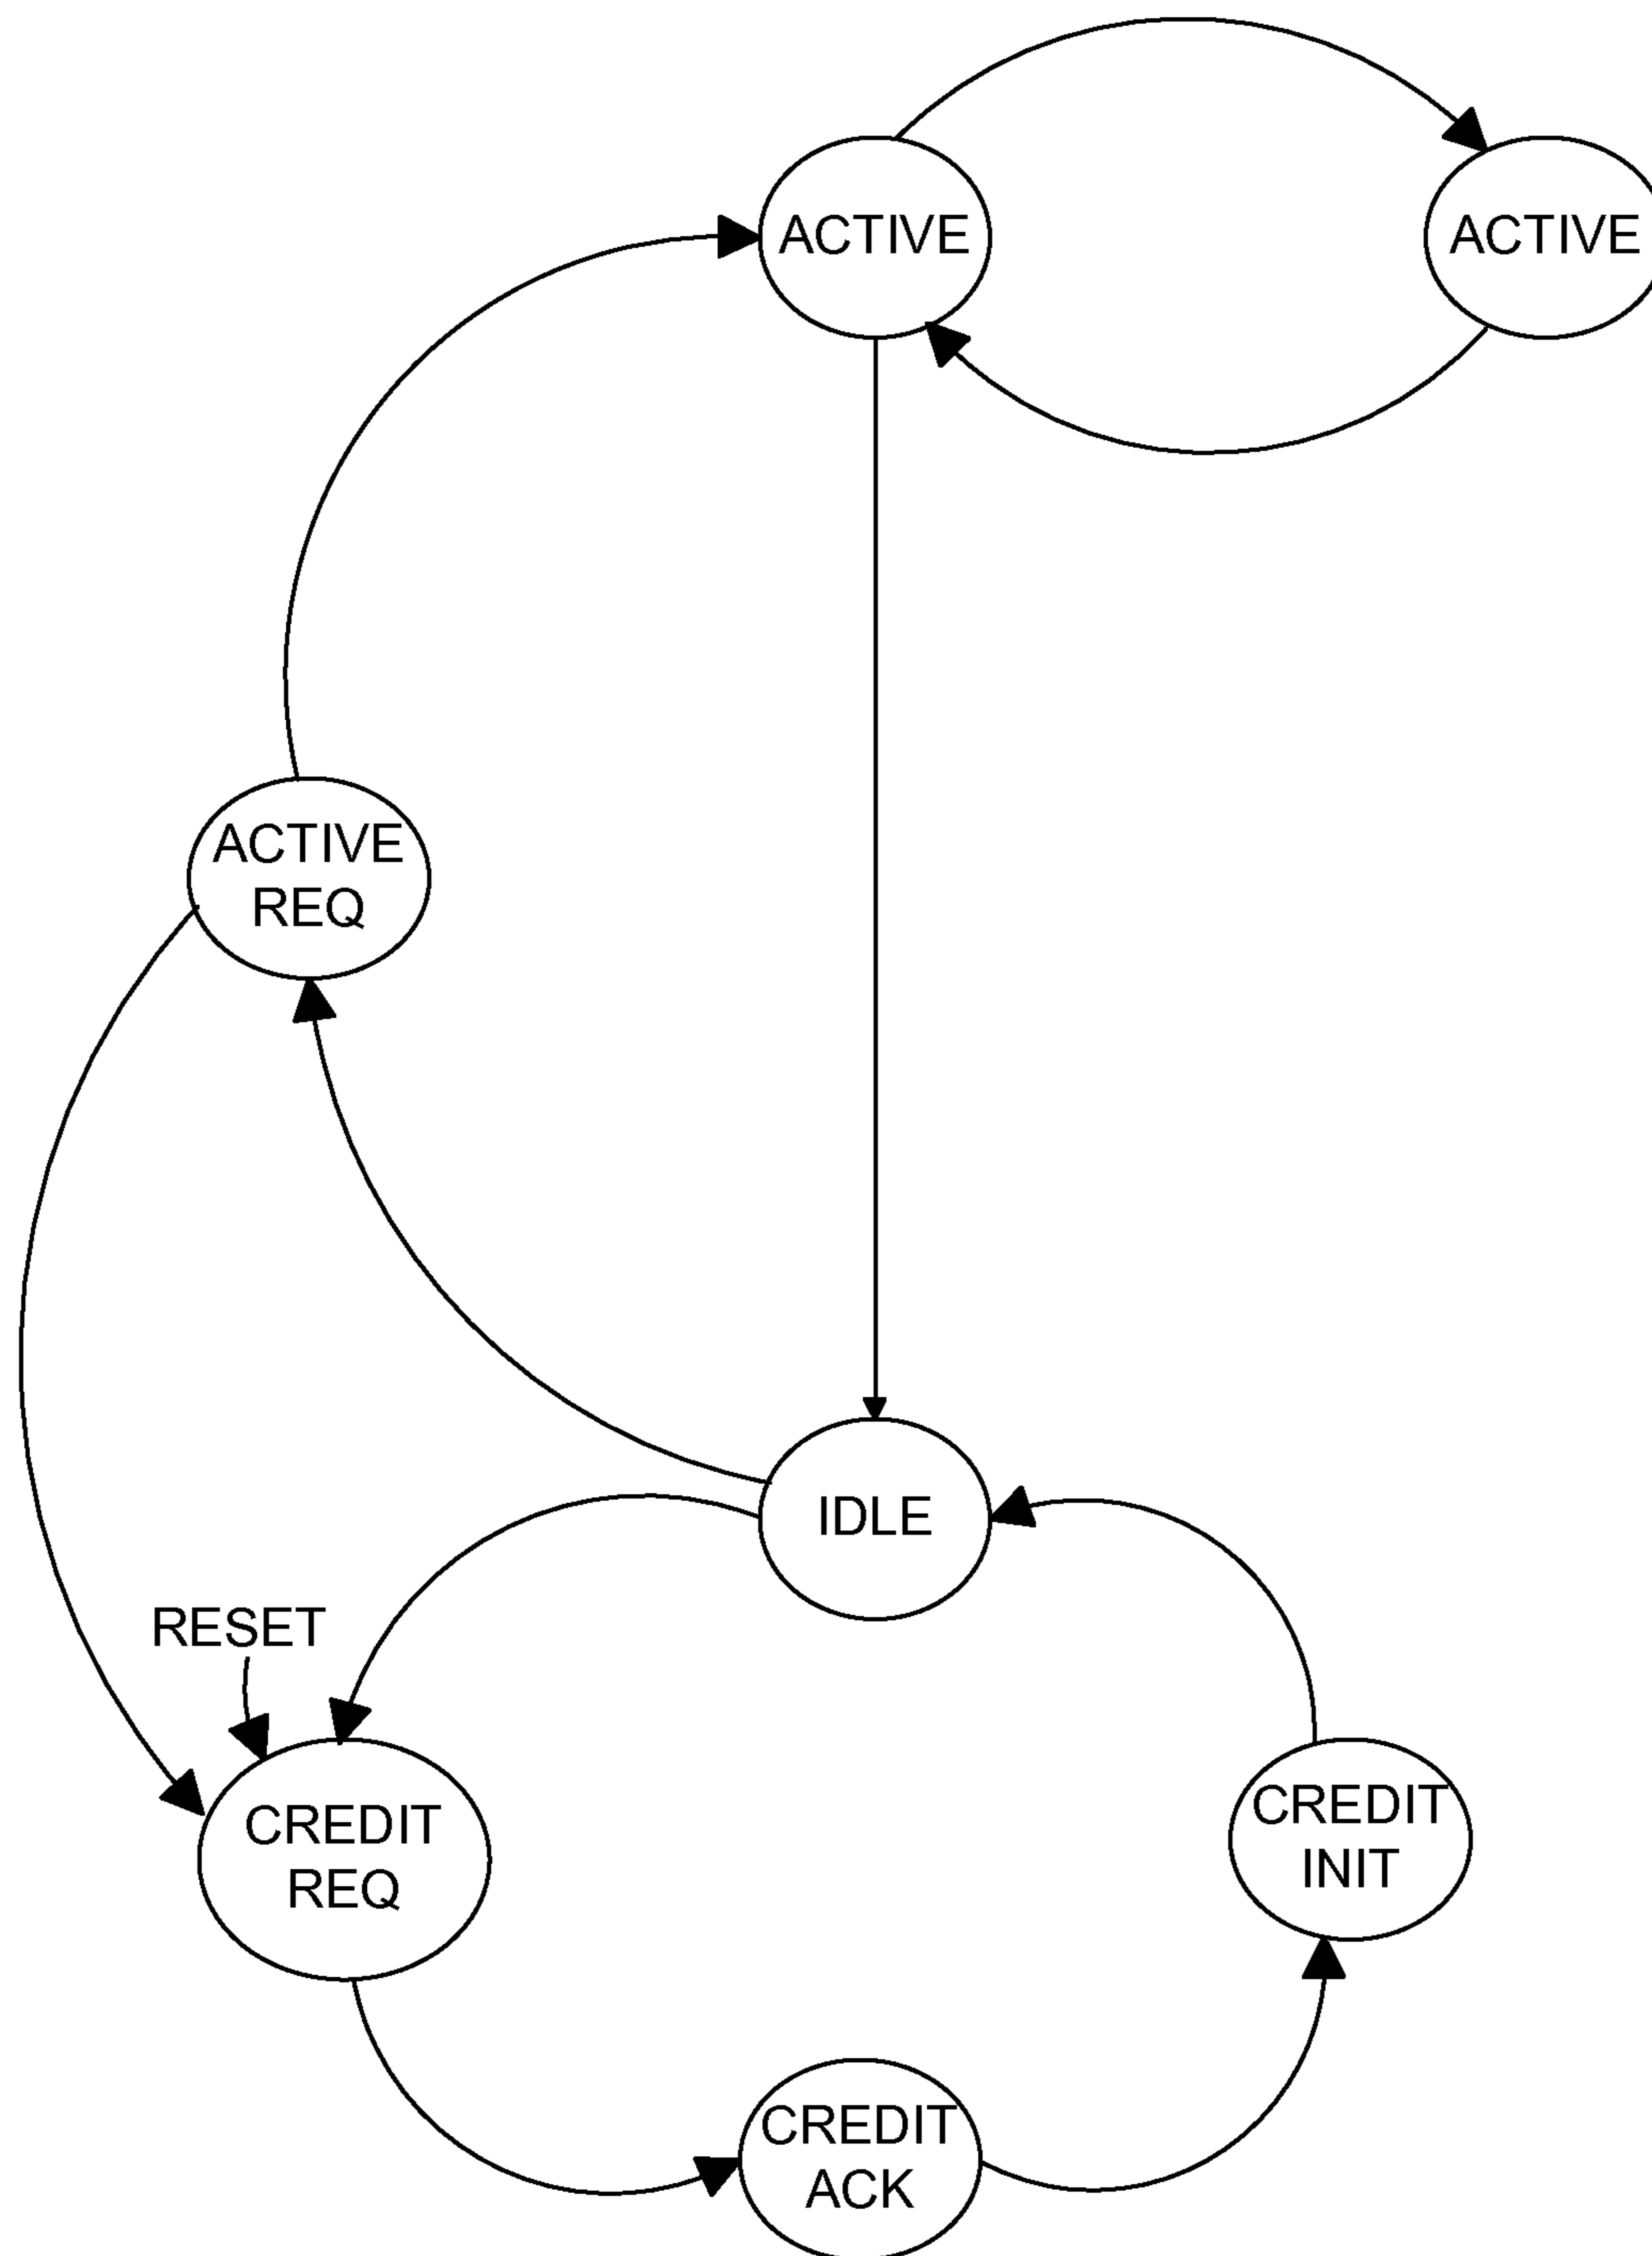 ACTIVE
ACTIVE
ACTIVE
REQ
IDLE
RESET
CREDIT
REQ
CREDIT
INIT
CREDIT
ACK